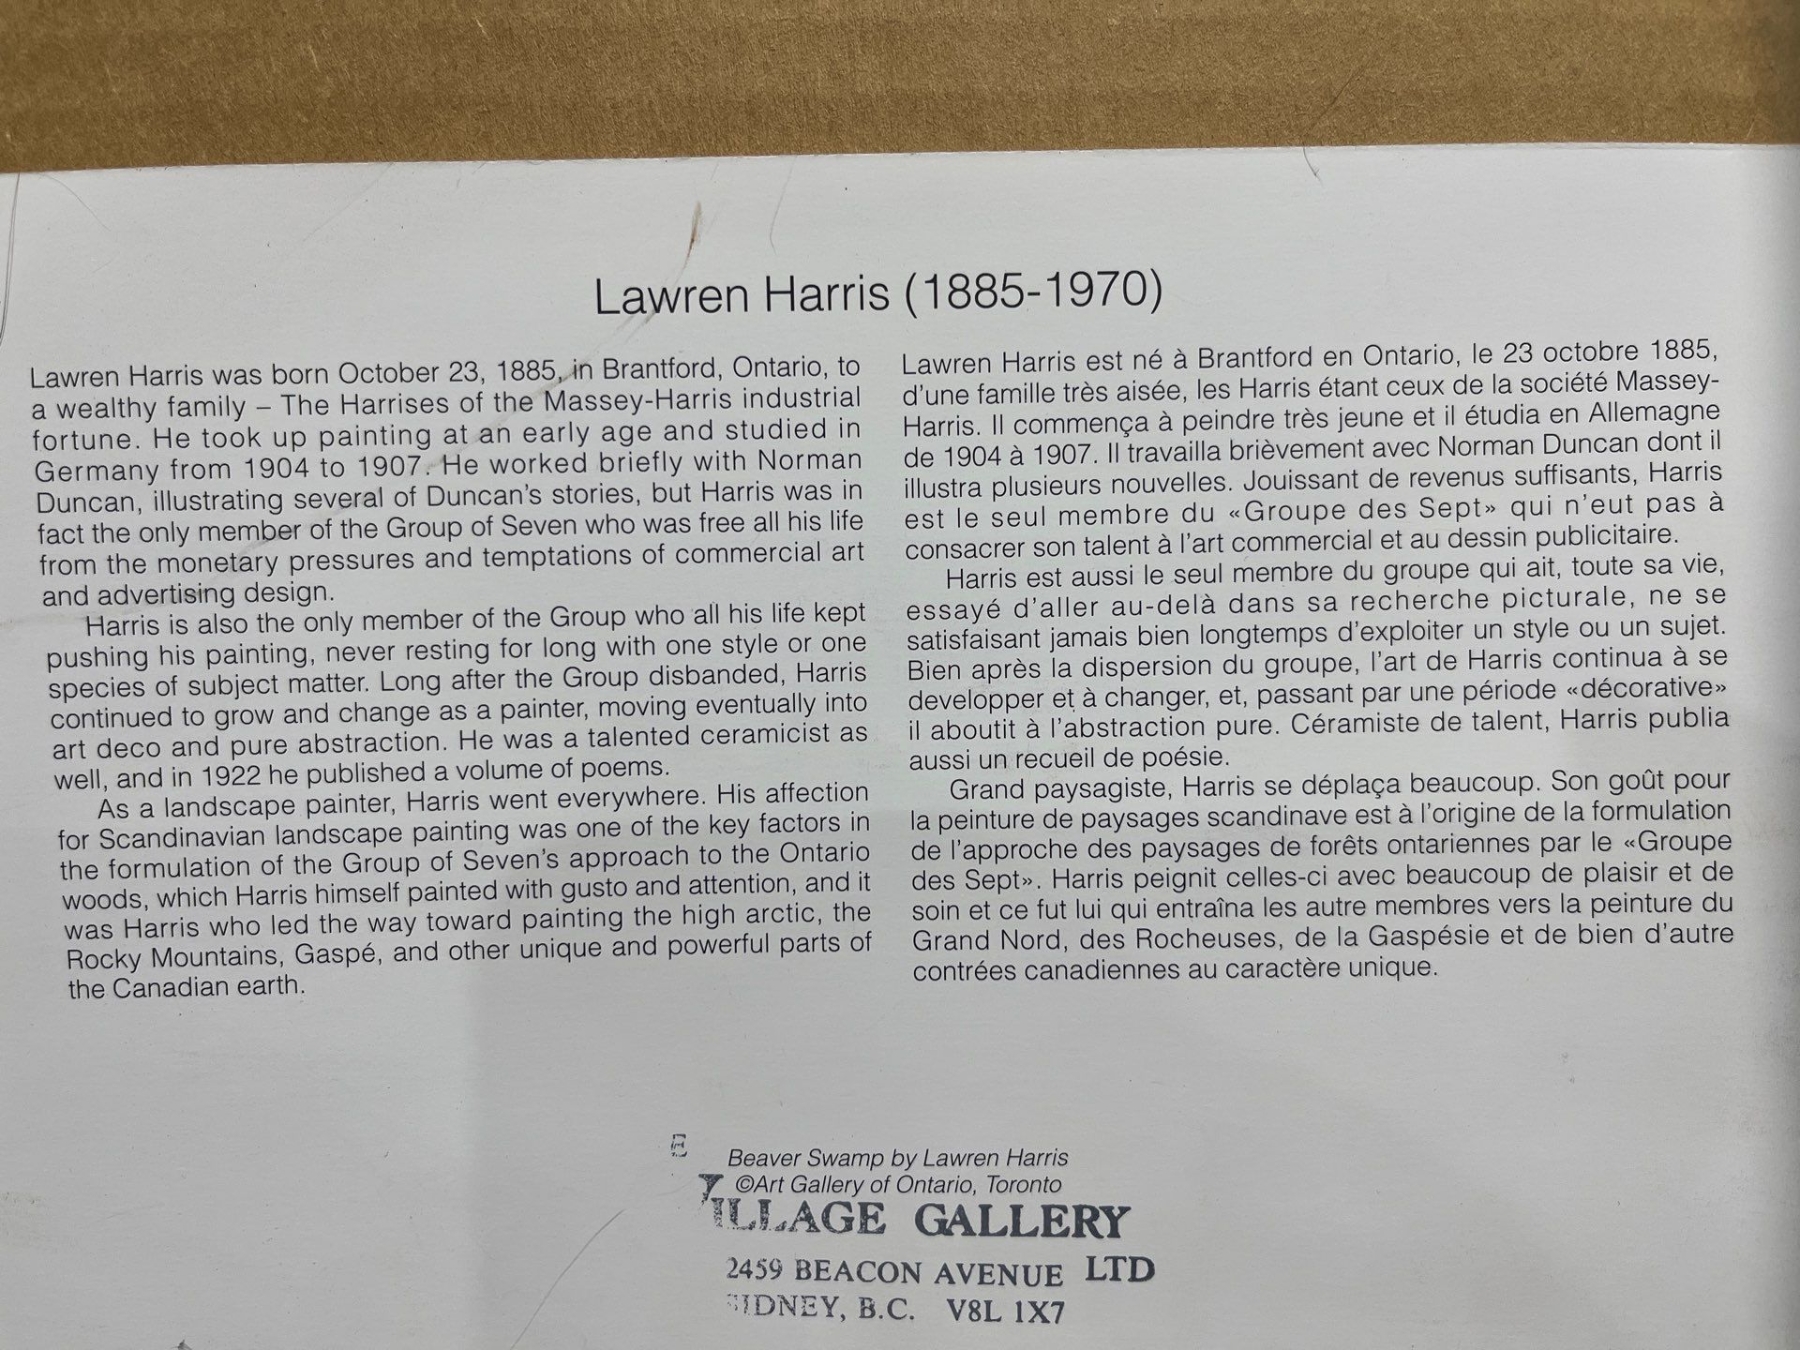 Lawren Harris (1885-1970)
Lawren Harris was born October 23, 1885, in Brantford, Ontario, to
a wealthy family – The Harrises of the Massey-Harris industrial
fortune. He took up painting at an early age and studied in
Germany from 1904 to 1907. He worked briefly with Norman
Duncan, illustrating several of Duncan's stories, but Harris was in
fact the only member of the Group of Seven who was free all his life
from the monetary pressures and temptations of commercial art
and advertising design.
Harris is also the only member of the Group who all his life kept
pushing his painting, never resting for long with one style or one
species of subject matter. Long after the Group disbanded, Harris
continued to grow and change as a painter, moving eventually into
art deco and pure abstraction. He was a talented ceramicist as
well, and in 1922 he published a volume of poems.
As a landscape painter, Harris went everywhere. His affection
for Scandinavian landscape painting was one of the key factors in
the formulation of the Group of Seven's approach to the Ontario
woods, which Harris himself painted with gusto and attention, and it
was Harris who led the way toward painting the high arctic, the
Rocky Mountains, Gaspé, and other unique and powerful parts of
the Canadian earth.
Lawren Harris est né à Brantford en Ontario, le 23 octobre 1885,
d'une famille très aisée, les Harris étant ceux de la société Massey-
Harris. Il commença à peindre très jeune et il étudia en Allemagne
de 1904 à 1907. Il travailla brièvement avec Norman Duncan dont il
illustra plusieurs nouvelles. Jouissant de revenus suffisants, Harris
est le seul membre du «Groupe des Sept» qui n'eut pas à
consacrer son talent à l'art commercial et au dessin publicitaire.
Harris est aussi le seul membre du groupe qui ait, toute sa vie,
essayé d'aller au-delà dans sa recherche picturale, ne se
satisfaisant jamais bien longtemps d'exploiter un style ou un sujet.
Bien après la dispersion du groupe, l'art de Harris continua à se
developper et à changer, et, passant par une période «décorative»
il aboutit à l'abstraction pure. Céramiste de talent, Harris publia
aussi un recueil de poésie.
Grand paysagiste, Harris se déplaça beaucoup. Son goût pour
la peinture de paysages scandinave est à l'origine de la formulation
de l'approche des paysages de forêts ontariennes par le «Groupe
des Sept». Harris peignit celles-ci avec beaucoup de plaisir et de
soin et ce fut lui qui entraîna les autre membres vers la peinture du
Grand Nord, des Rocheuses, de la Gaspésie et de bien d'autre
contrées canadiennes au caractère unique.
Beaver Swamp by Lawren Harris
©Art Gallery of Ontario, Toronto
VILLAGE GALLERY
2459 BEACON AVENUE LTD
SIDNEY, B.C. V8L 1X7